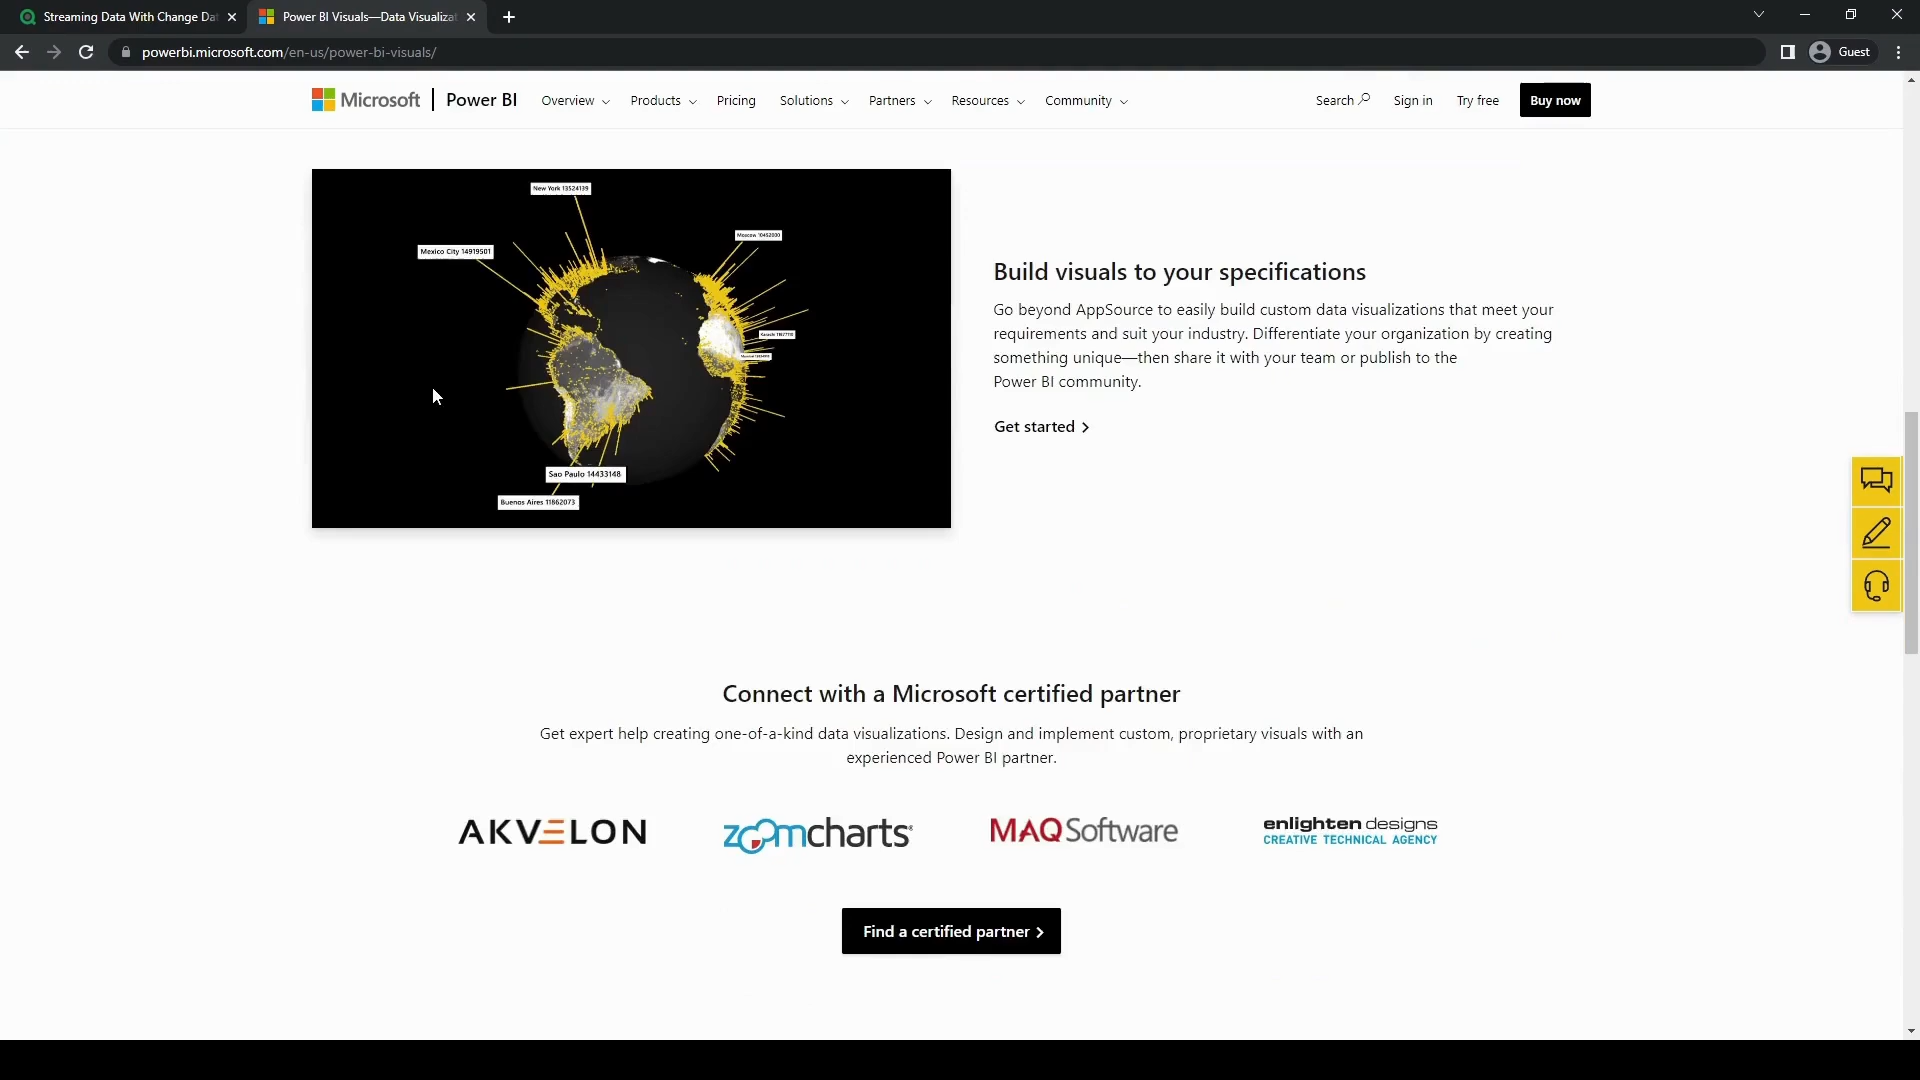 Streaming Data With Change Da
Power BI Visuals—Data Visualizat
powerbi.microsoft.com/en-us/power-bi-visuals/
Guest
Microsoft
Power BI
Overview
Products
Pricing
Solutions
Partners
Resources
Community
Search
Sign in
Try free
Buy now
New York 13524139
Moscow 10452000
Mexico City 14919501
Sao Paulo 14433148
Buenos Aires 11862073
Build visuals to your specifications
Go beyond AppSource to easily build custom data visualizations that meet your
requirements and suit your industry. Differentiate your organization by creating
something unique—then share it with your team or publish to the
Power BI community.
Get started
Connect with a Microsoft certified partner
Get expert help creating one-of-a-kind data visualizations. Design and implement custom, proprietary visuals with an
experienced Power BI partner.
AKVELON
zoomcharts
MAQ Software
enlighten designs
CREATIVE TECHNICAL AGENCY
Find a certified partner